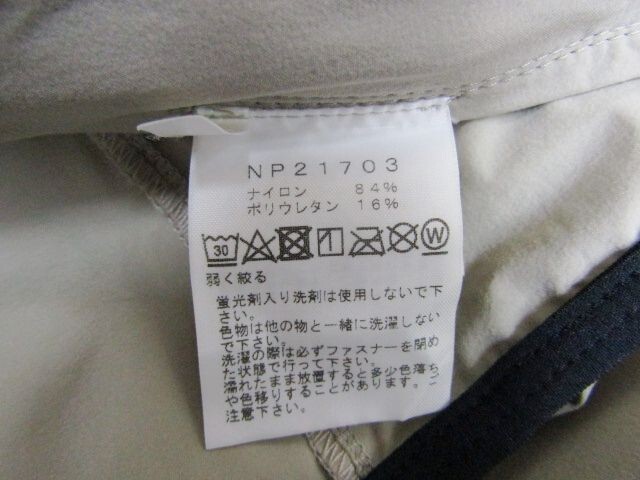 NP21703
ナイロン 84%
ポリウレタン 16%
30 W
弱く絞る
蛍光剤入り洗剤は使用しないで下
さい。
色物は他の物と一緒に洗濯しない
で下さい。
洗濯の際は必ずファスナーを閉め
た状態で行って下さい。
濡れたまま放置すると多少色落ち
や色移りすることがあります。ご
注意下さい。